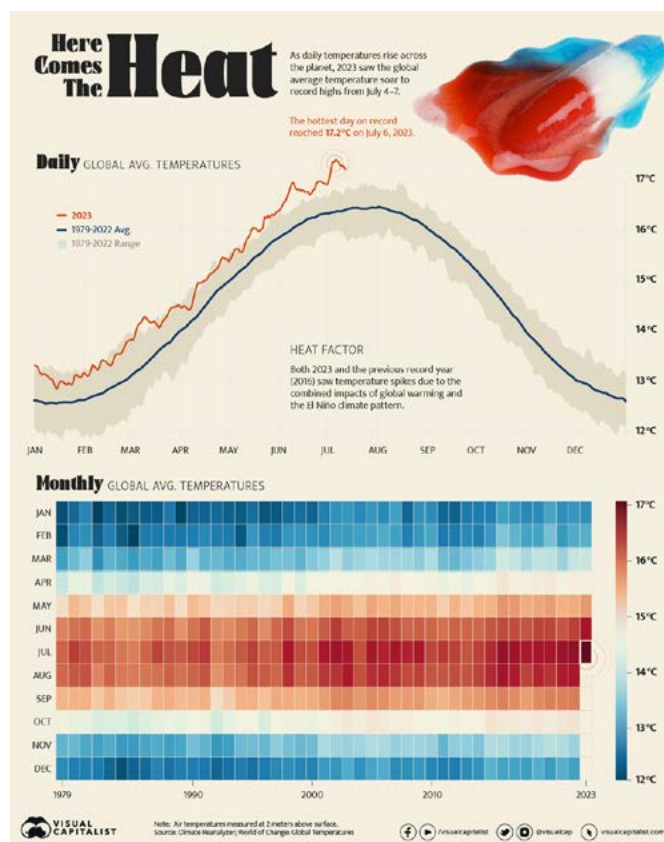 Here
Comes
The
Heat
As daily temperatures rise across
the planet, 2023 saw the global
average temperature soar to
record highs from July 4–7.
The hottest day on record
reached 17.2°C on July 6, 2023.
Daily GLOBAL AVG. TEMPERATURES
17°C
2023
1979-2022 Avg.
1979-2022 Range
16°C
15°C
14°C
HEAT FACTOR
Both 2023 and the previous record year
(2016) saw temperature spikes due to the
combined impacts of global warming and
the El Niño climate pattern.
13°C
12°C
JAN FEB MAR APR MAY JUN JUL AUG SEP OCT NOV DEC
Monthly GLOBAL AVG. TEMPERATURES
JAN
17°C
FEB
MAR
APR
16°C
MAY
JUN
15°C
JUL
AUG
14°C
SEP
OCT
13°C
NOV
DEC
12°C
1979 1990 2000 2010 2023
VISUAL
CAPITALIST
Note: Air temperatures measured at 2 meters above surface.
Source: Climate Reanalyzer; World of Change: Global Temperatures
/visualcapitalist @visualcap visualcapitalist.com